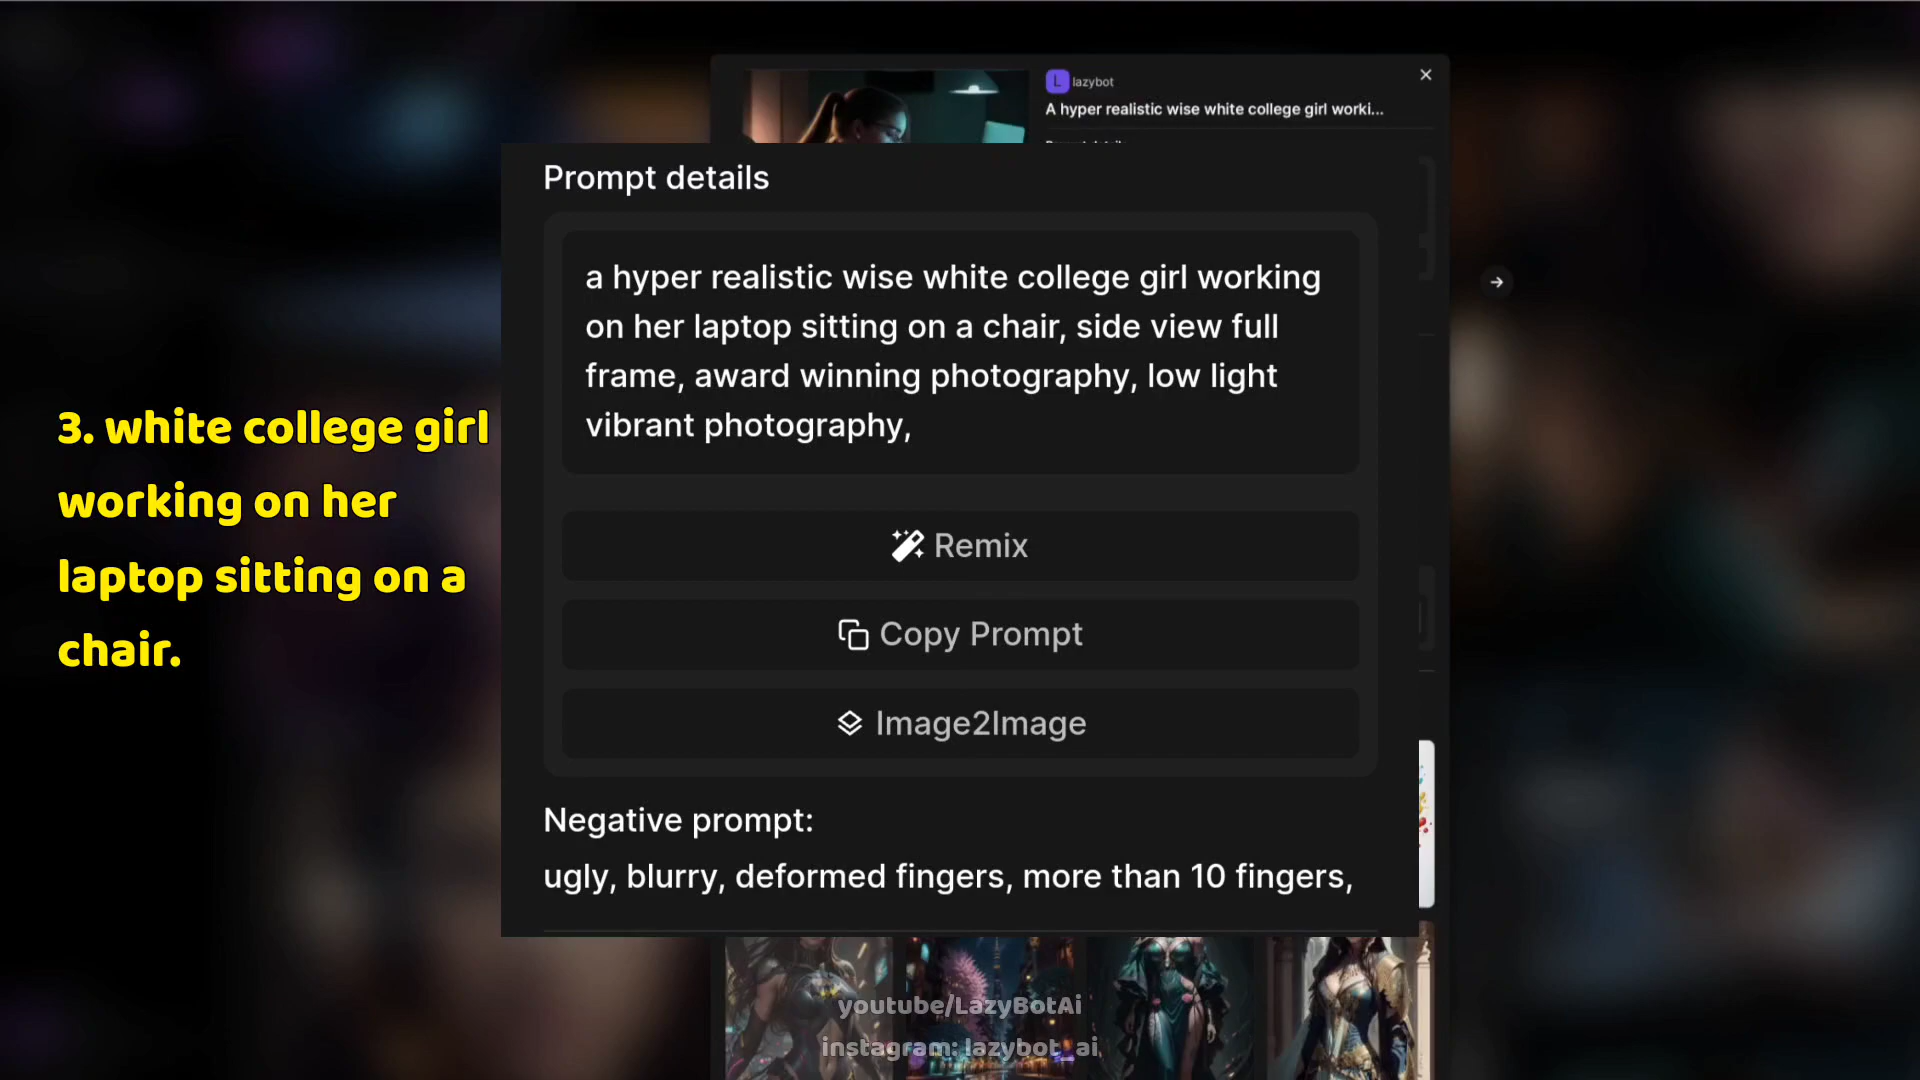 L lazybot
A hyper realistic wise white college girl worki...
Prompt details
a hyper realistic wise white college girl working
on her laptop sitting on a chair, side view full
frame, award winning photography, low light
vibrant photography,
3. white college girl
working on her
laptop sitting on a
chair.
Remix
Copy Prompt
Image2Image
Negative prompt:
ugly, blurry, deformed fingers, more than 10 fingers,
youtube/LazyBotAi
instagram: lazybot_ai